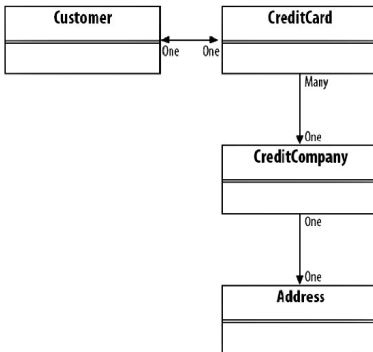 Customer
CreditCard
One
One
Many
One
CreditCompany
One
One
Address